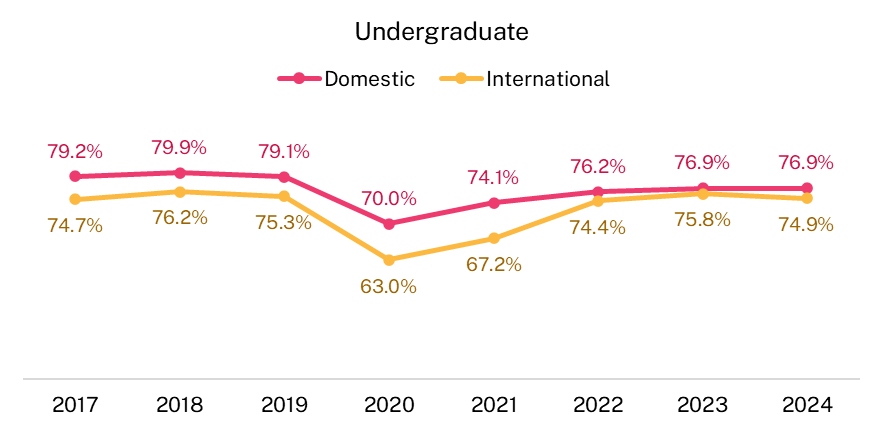 Undergraduate
Domestic International
79.2% 79.9% 79.1% 70.0% 74.1% 76.2% 76.9% 76.9%
74.7% 76.2% 75.3% 63.0% 67.2% 74.4% 75.8% 74.9%
2017 2018 2019 2020 2021 2022 2023 2024